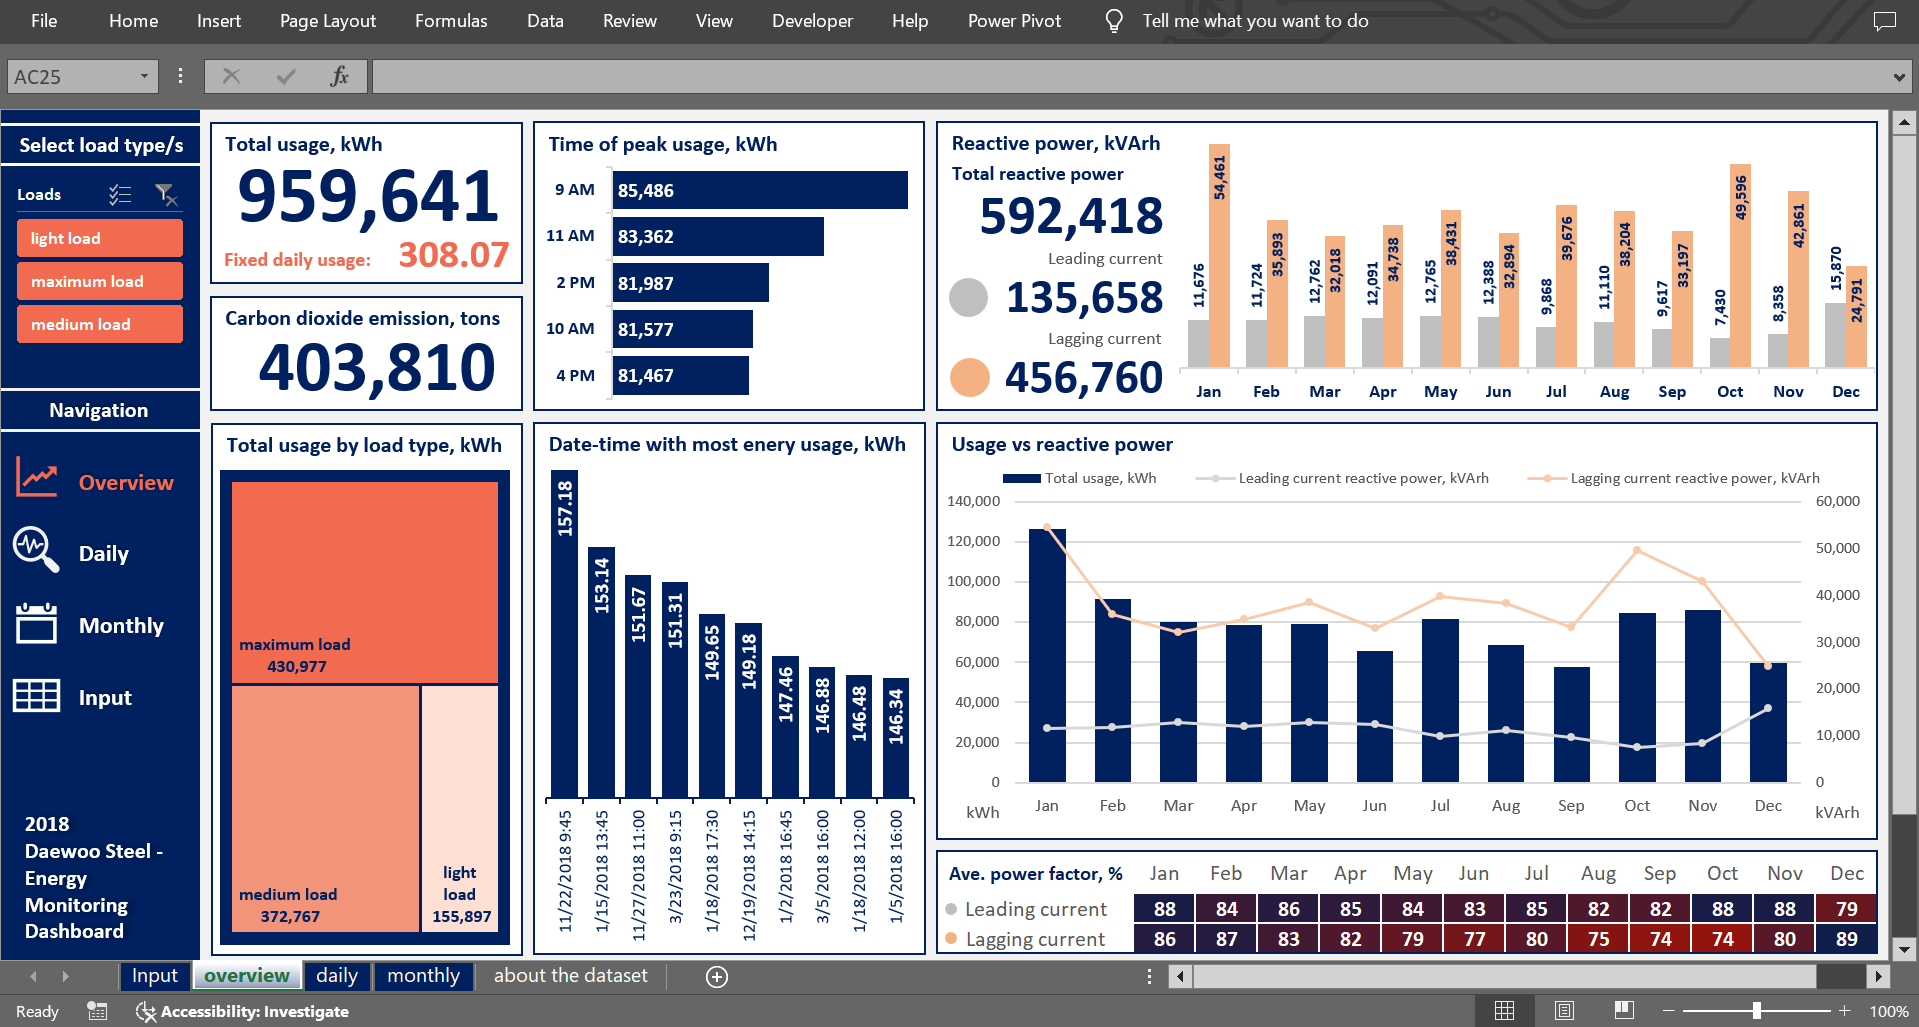 File Home Insert Page Layout Formulas Data Review View Developer Help Power Pivot Tell me what you want to do
AC25 fx
Select load type/s
Loads
light load
maximum load
medium load
Navigation
Overview
Daily
Monthly
Input
2018
Daewoo Steel -
Energy
Monitoring
Dashboard
Total usage, kWh
959,641
Fixed daily usage: 308.07
Carbon dioxide emission, tons
403,810
Time of peak usage, kWh
9 AM 85,486
11 AM 83,362
2 PM 81,987
10 AM 81,577
4 PM 81,467
Reactive power, kVArh
Total reactive power
592,418
Leading current
135,658
Lagging current
456,760
11,676 54,461 11,724 35,893 12,762 32,018 12,091 34,738 12,765 38,431 12,388 32,894 9,868 39,676 11,110 38,204 9,617 33,197 7,430 49,596 8,358 42,861 15,870 24,791
Jan Feb Mar Apr May Jun Jul Aug Sep Oct Nov Dec
Total usage by load type, kWh
maximum load
430,977
medium load
372,767
light
load
155,897
Date-time with most enery usage, kWh
157.18 153.14 151.67 151.31 149.65 149.18 147.46 146.88 146.48 146.34
11/22/2018 9:45 1/15/2018 13:45 11/27/2018 11:00 3/23/2018 9:15 1/18/2018 17:30 12/19/2018 14:15 1/2/2018 16:45 3/5/2018 16:00 1/18/2018 12:00 1/5/2018 16:00
Usage vs reactive power
Total usage, kWh Leading current reactive power, kVArh Lagging current reactive power, kVArh
140,000 60,000
120,000 50,000
100,000 40,000
80,000 30,000
60,000 20,000
40,000 10,000
20,000 0
0
kWh Jan Feb Mar Apr May Jun Jul Aug Sep Oct Nov Dec kVArh
Ave. power factor, % Jan Feb Mar Apr May Jun Jul Aug Sep Oct Nov Dec
Leading current 88 84 86 85 84 83 85 82 82 88 88 79
Lagging current 86 87 83 82 79 77 80 75 74 74 80 89
Input overview daily monthly about the dataset
Ready Accessibility: Investigate 100%